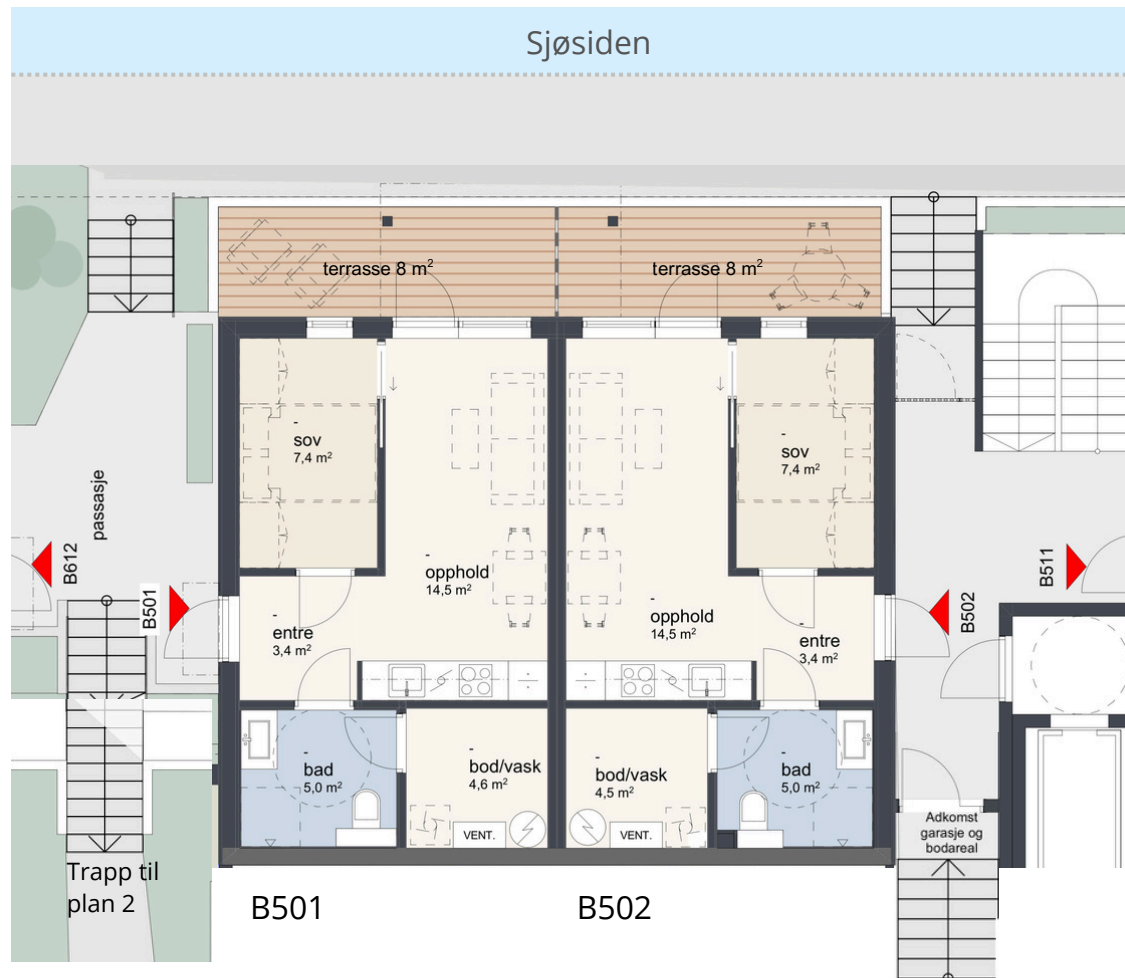 Sjøsiden
terrasse 8 m²
terrasse 8 m²
sov
7,4 m²
sov
7,4 m²
passasje
B612
B501
opphold
14,5 m²
opphold
14,5 m²
B511
B502
entre
3,4 m²
entre
3,4 m²
bad
5,0 m²
bod/vask
4,6 m²
bod/vask
4,5 m²
bad
5,0 m²
VENT.
VENT.
Adkomst
garasje og
bodareal
Trapp til
plan 2
B501
B502